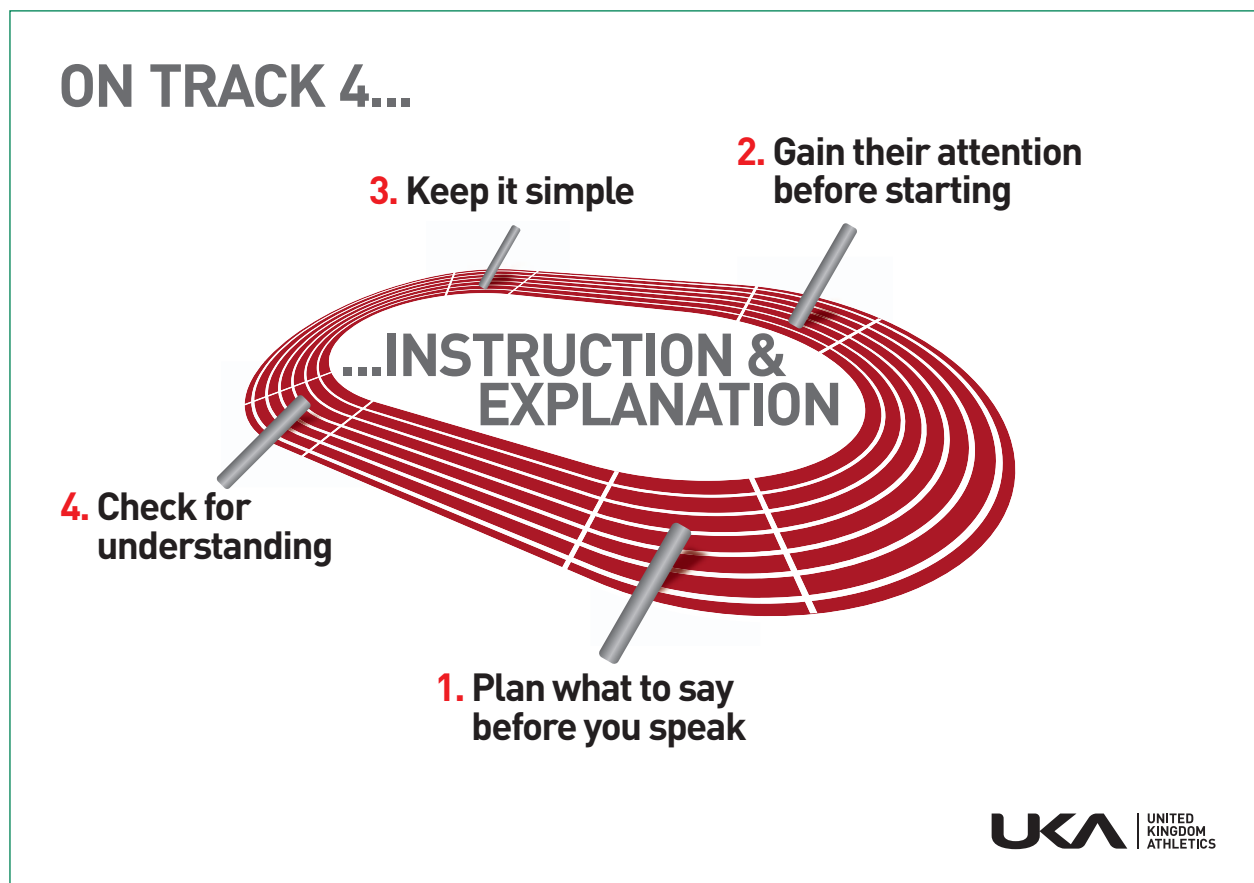 ON TRACK 4...
2. Gain their attention
before starting
3. Keep it simple
...INSTRUCTION &
EXPLANATION
4. Check for
understanding
1. Plan what to say
before you speak
UKA
UNITED
KINGDOM
ATHLETICS